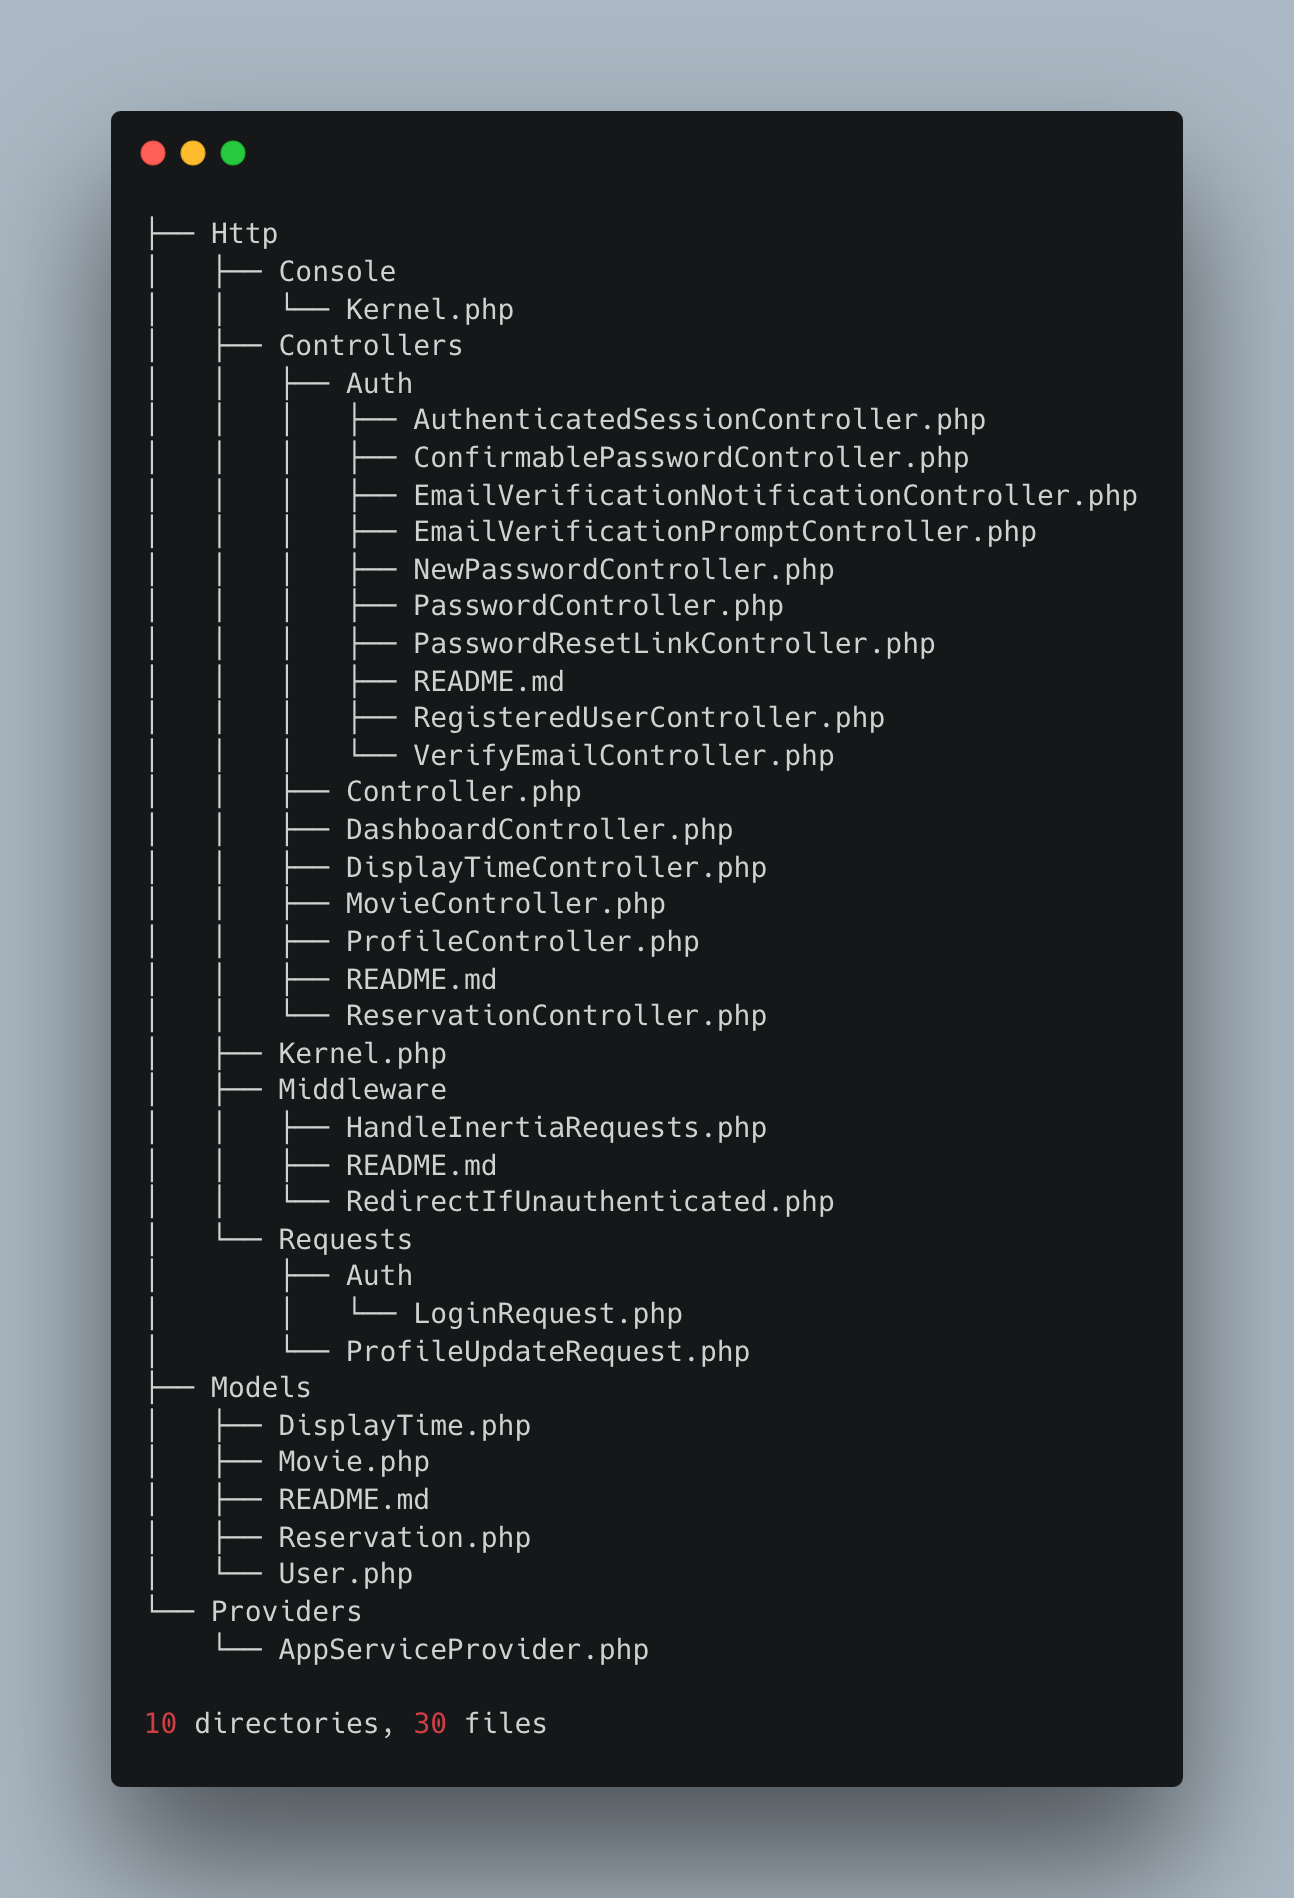 ├── Http
│   ├── Console
│   │   └── Kernel.php
│   ├── Controllers
│   │   ├── Auth
│   │   │   ├── AuthenticatedSessionController.php
│   │   │   ├── ConfirmablePasswordController.php
│   │   │   ├── EmailVerificationNotificationController.php
│   │   │   ├── EmailVerificationPromptController.php
│   │   │   ├── NewPasswordController.php
│   │   │   ├── PasswordController.php
│   │   │   ├── PasswordResetLinkController.php
│   │   │   ├── README.md
│   │   │   ├── RegisteredUserController.php
│   │   │   └── VerifyEmailController.php
│   │   ├── Controller.php
│   │   ├── DashboardController.php
│   │   ├── DisplayTimeController.php
│   │   ├── MovieController.php
│   │   ├── ProfileController.php
│   │   ├── README.md
│   │   └── ReservationController.php
│   ├── Kernel.php
│   ├── Middleware
│   │   ├── HandleInertiaRequests.php
│   │   ├── README.md
│   │   └── RedirectIfUnauthenticated.php
│   └── Requests
│       ├── Auth
│       │   └── LoginRequest.php
│       └── ProfileUpdateRequest.php
├── Models
│   ├── DisplayTime.php
│   ├── Movie.php
│   ├── README.md
│   ├── Reservation.php
│   └── User.php
└── Providers
    └── AppServiceProvider.php
10 directories, 30 files